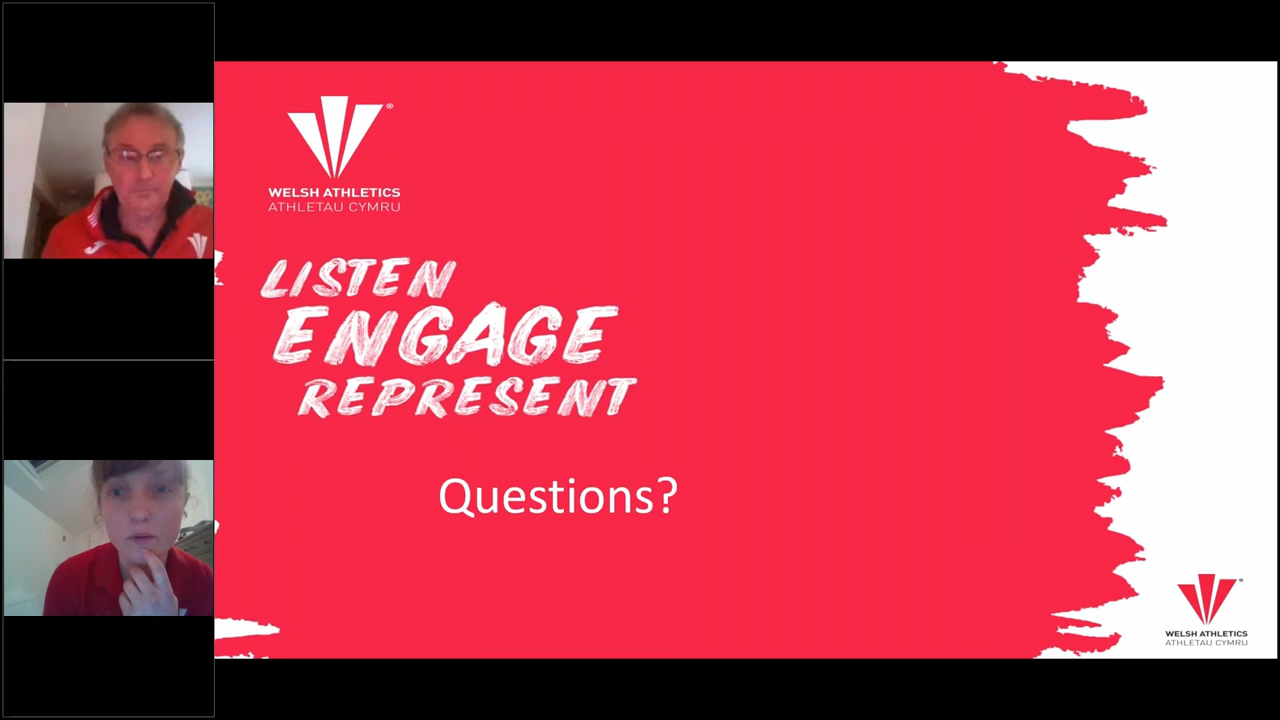 WELSH ATHLETICS
ATHLETAU CYMRU
LISTEN
ENGAGE
REPRESENT
Questions?
WELSH ATHLETICS
ATHLETAU CYMRU